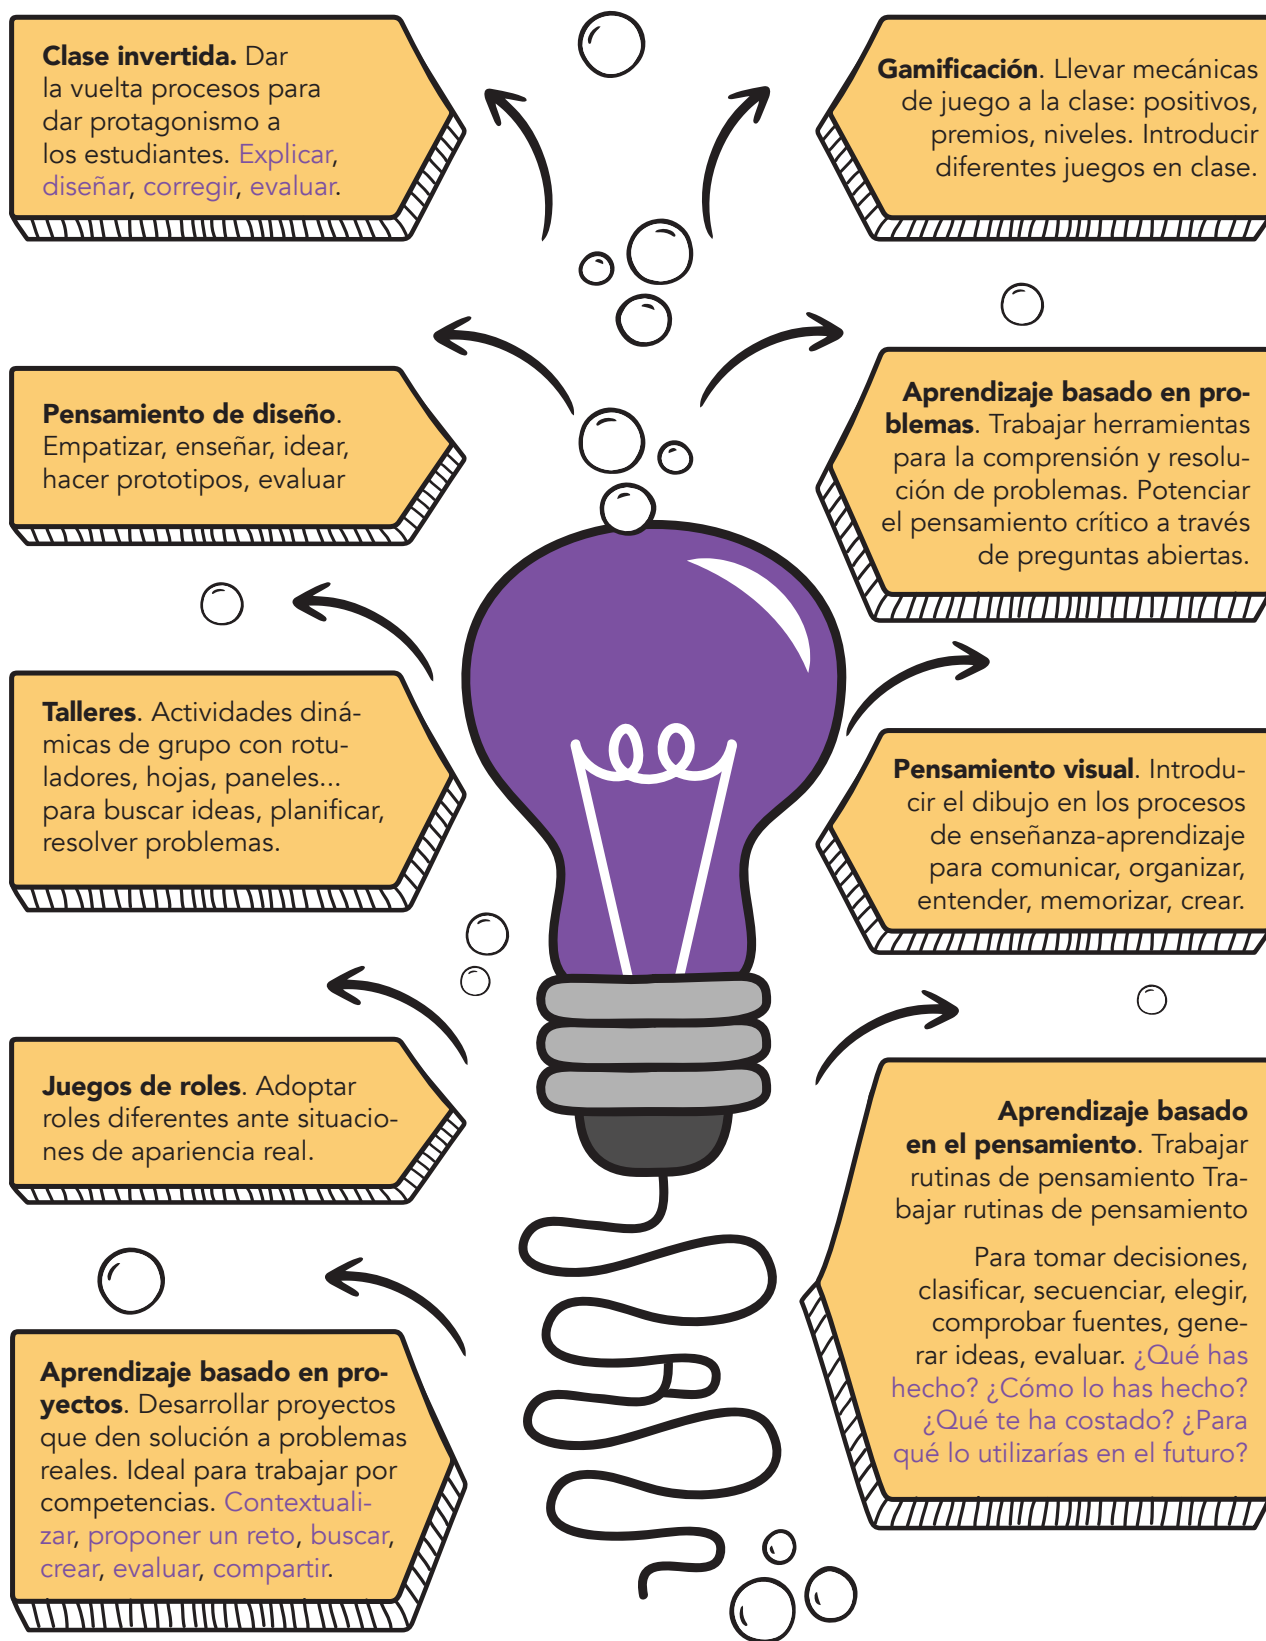 Clase invertida. Dar
la vuelta procesos para
dar protagonismo a
los estudiantes. Explicar,
diseñar, corregir, evaluar.
Pensamiento de diseño.
Empatizar, enseñar, idear,
hacer prototipos, evaluar
Talleres. Actividades diná-
micas de grupo con rotu-
ladores, hojas, paneles...
para buscar ideas, planificar,
resolver problemas.
Juegos de roles. Adoptar
roles diferentes ante situacio-
nes de apariencia real.
Aprendizaje basado en pro-
yectos. Desarrollar proyectos
que den solución a problemas
reales. Ideal para trabajar por
competencias. Contextuali-
zar, proponer un reto, buscar,
crear, evaluar, compartir.
Gamificación. Llevar mecánicas
de juego a la clase: positivos,
premios, niveles. Introducir
diferentes juegos en clase.
Aprendizaje basado en pro-
blemas. Trabajar herramientas
para la comprensión y resolu-
ción de problemas. Potenciar
el pensamiento crítico a través
de preguntas abiertas.
Pensamiento visual. Introdu-
cir el dibujo en los procesos
de enseñanza-aprendizaje
para comunicar, organizar,
entender, memorizar, crear.
Aprendizaje basado
en el pensamiento. Trabajar
rutinas de pensamiento Tra-
bajar rutinas de pensamiento
Para tomar decisiones,
clasificar, secuenciar, elegir,
comprobar fuentes, gene-
rar ideas, evaluar. ¿Qué has
hecho? ¿Cómo lo has hecho?
¿Qué te ha costado? ¿Para
qué lo utilizarías en el futuro?